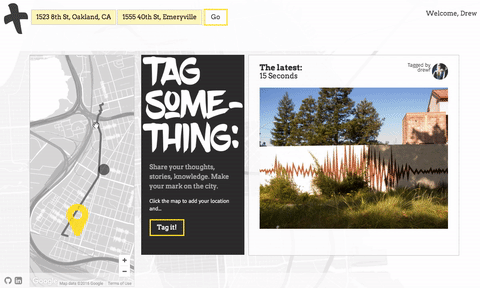 1523 8th St, Oakland, CA
1555 40th St, Emeryville
Go
Welcome, Drew
TAG
SOME-
THING:
Share your thoughts,
stories, knowledge. Make
your mark on the city.
Click the map to add your location
and...
Tag it!
The latest:
15 Seconds
Tagged by
drewf
+
−
Map data ©2016 Google
Terms of Use